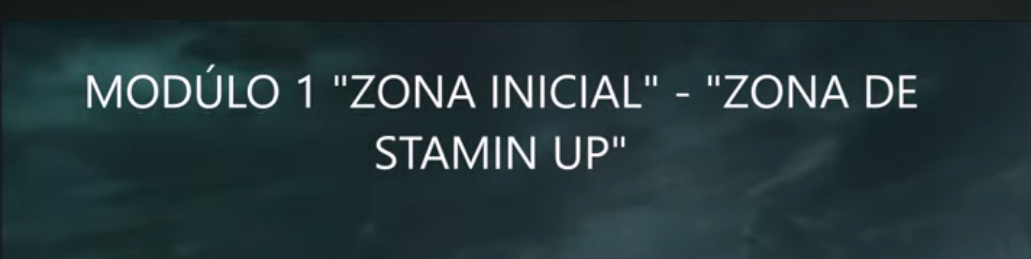 MODÚLO 1 "ZONA INICIAL" - "ZONA DE
STAMIN UP"